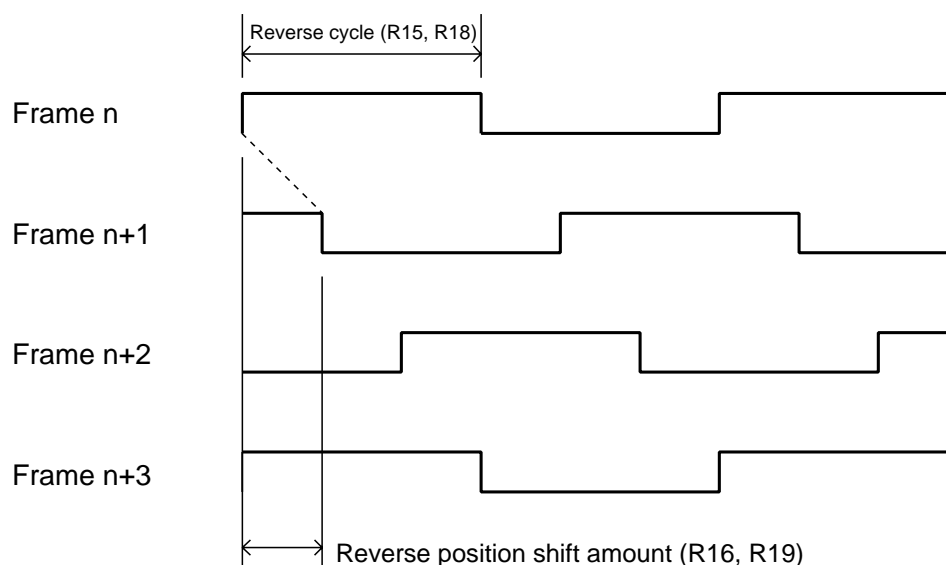 Reverse cycle (R15, R18)
Frame n
Frame n+1
Frame n+2
Frame n+3
Reverse position shift amount (R16, R19)